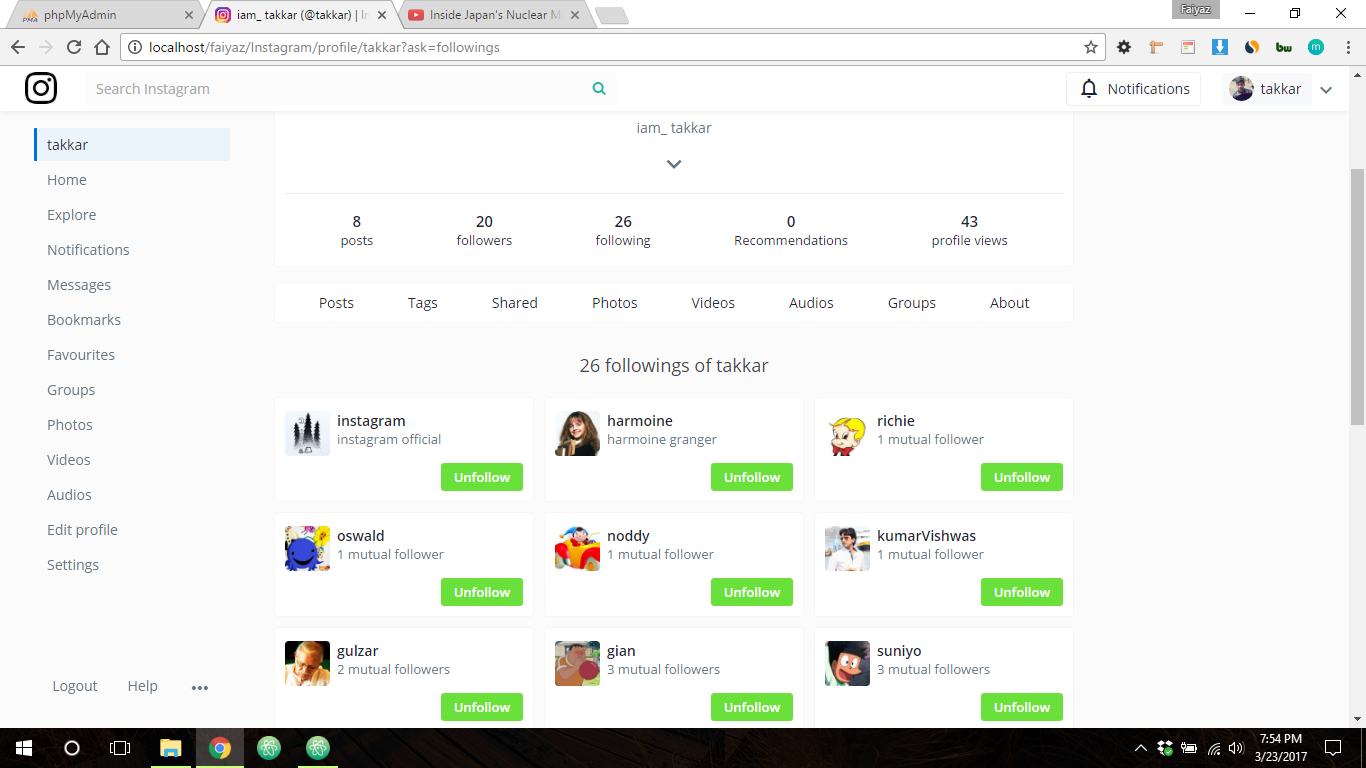 phpMyAdmin
iam_ takkar (@takkar) | In
Inside Japan's Nuclear M
Faiyaz
localhost/faiyaz/Instagram/profile/takkar?ask=followings
bw
m
Search Instagram
Notifications
takkar
takkar
Home
Explore
Notifications
Messages
Bookmarks
Favourites
Groups
Photos
Videos
Audios
Edit profile
Settings
Logout Help
iam_ takkar
8 20 26 0 43
posts followers following Recommendations profile views
Posts Tags Shared Photos Videos Audios Groups About
26 followings of takkar
instagram
instagram official
Unfollow
harmoine
harmoine granger
Unfollow
richie
1 mutual follower
Unfollow
oswald
1 mutual follower
Unfollow
noddy
1 mutual follower
Unfollow
kumarVishwas
1 mutual follower
Unfollow
gulzar
2 mutual followers
Unfollow
gian
3 mutual followers
Unfollow
suniyo
3 mutual followers
Unfollow
7:54 PM
3/23/2017